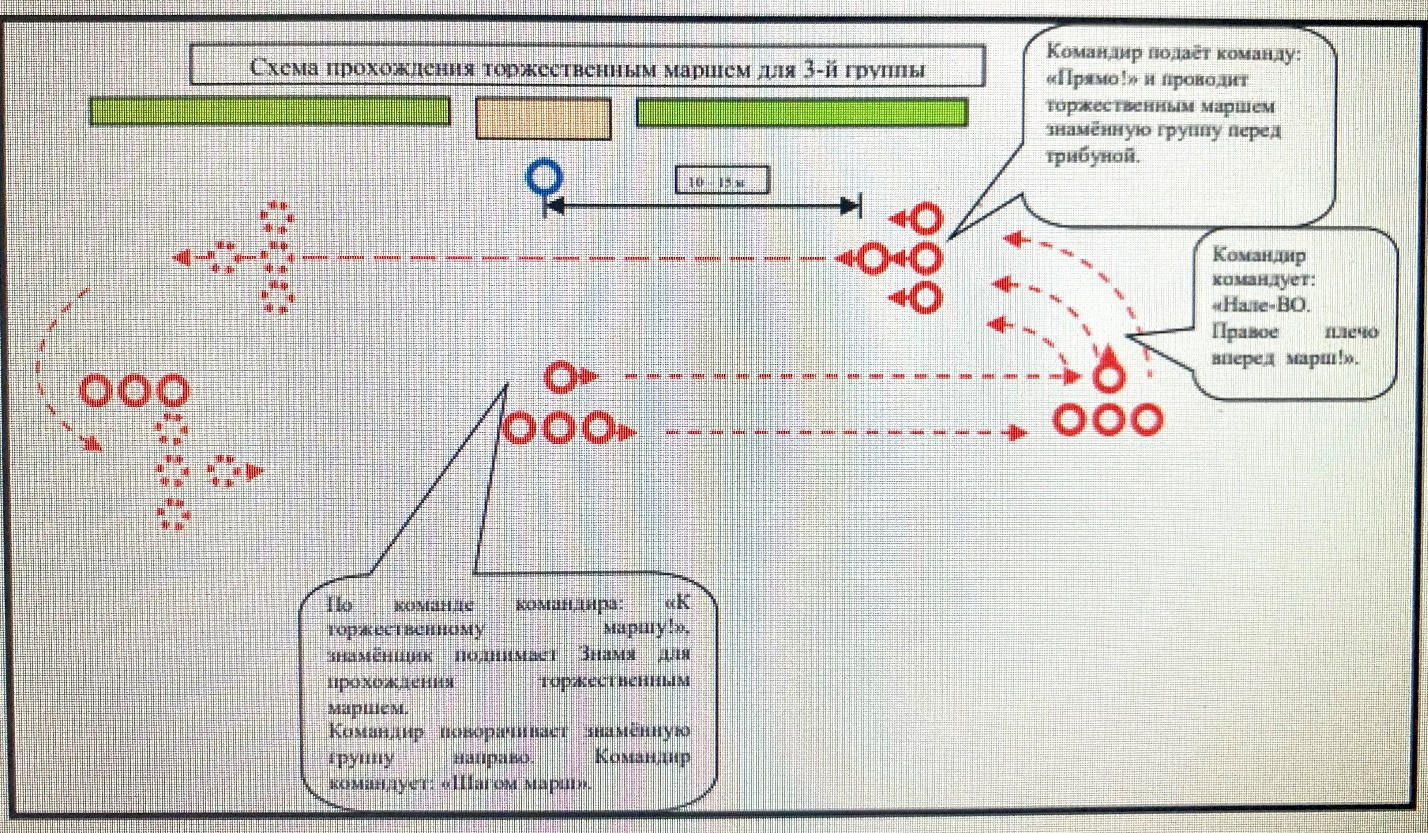 Схема прохождения торжественным маршем для 3-й группы
Командир подаёт команду:
«Прямо!» и проводит
торжественным маршем
знамённую группу перед
трибуной.
10 – 15 м
Командир
командует:
«Нале-ВО.
Правое плечо
вперед марш!».
По команде командира: «К
торжественному маршу!»,
знамёнщик поднимает Знамя для
прохождения торжественным
маршем.
Командир поворачивает знамённую
группу направо. Командир
командует: «Шагом марш».